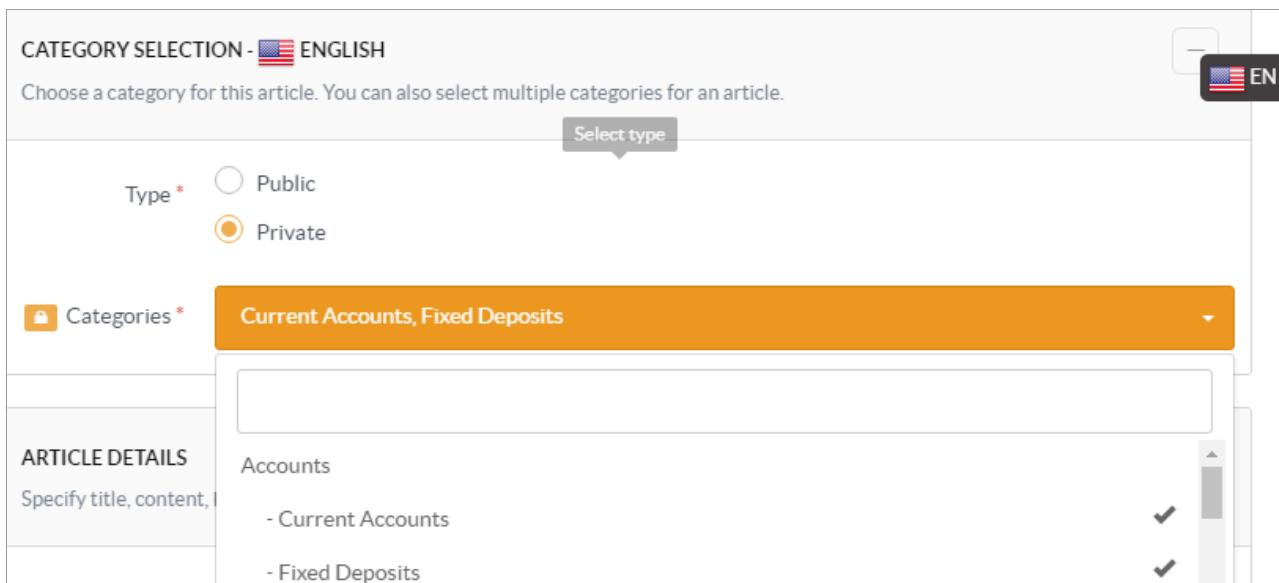 CATEGORY SELECTION - ENGLISH
EN
Choose a category for this article. You can also select multiple categories for an article.
Select type
Type *
Public
Private
Categories *
Current Accounts, Fixed Deposits
Accounts
- Current Accounts
- Fixed Deposits
ARTICLE DETAILS
Specify title, content,